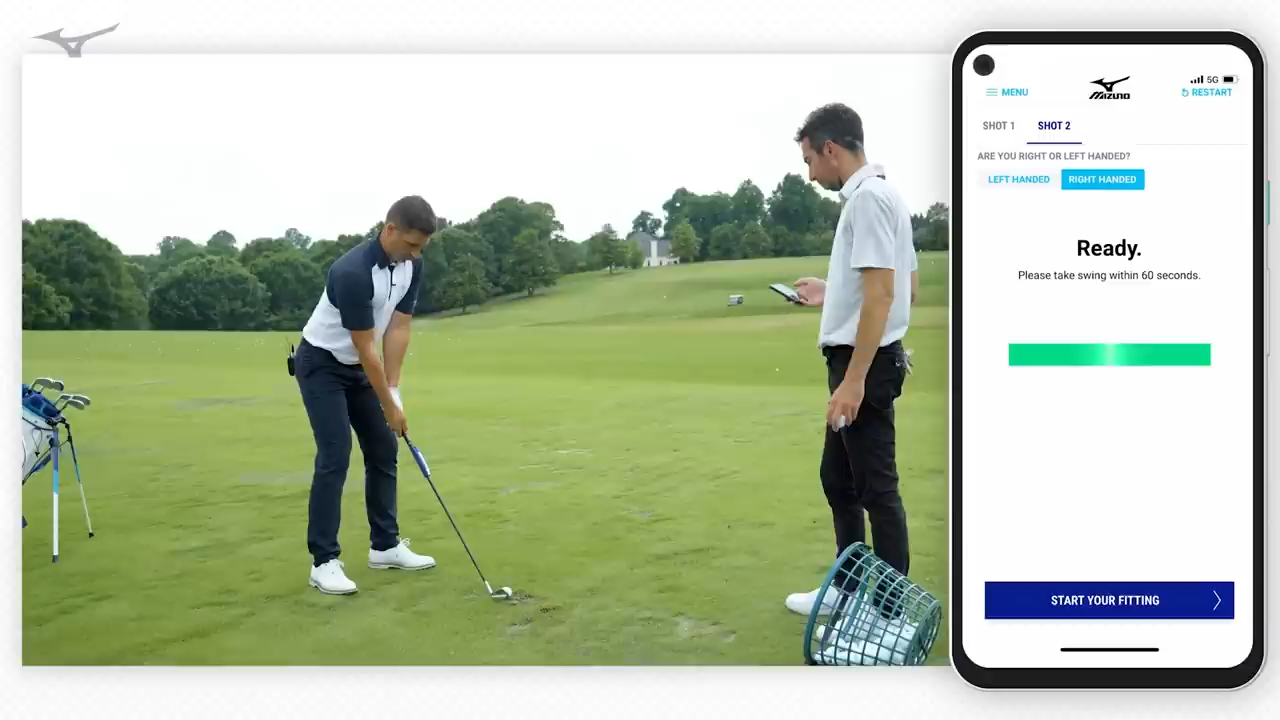 5G
MENU
MIZUNO
RESTART
SHOT 1
SHOT 2
ARE YOU RIGHT OR LEFT HANDED?
LEFT HANDED
RIGHT HANDED
Ready.
Please take swing within 60 seconds.
START YOUR FITTING